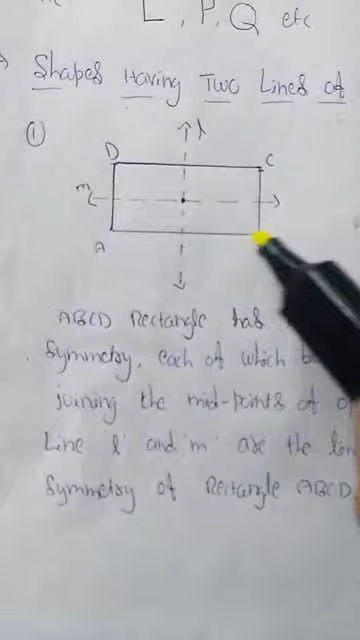 L, P, Q etc
Shapes Having Two Lines of
①
l
D
C
m
A
ABCD Rectangle has
Symmetry, each of which
joining the mid-points of
Line l and 'm' are the
Symmetry of Rectangle ABCD